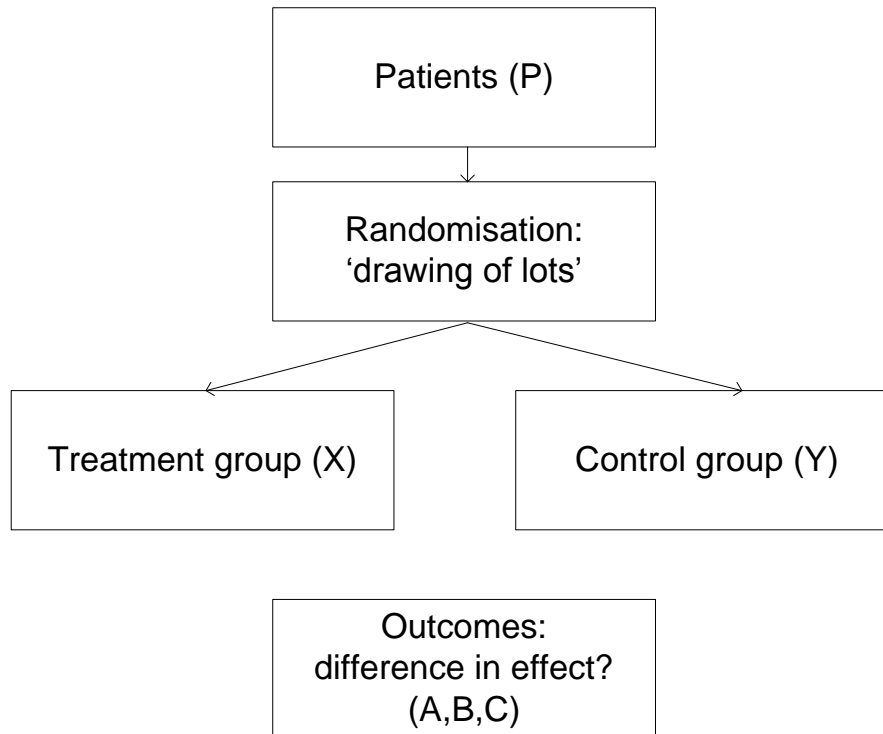 Patients (P)
Randomisation:
‘drawing of lots’
Treatment group (X)
Control group (Y)
Outcomes:
difference in effect?
(A,B,C)